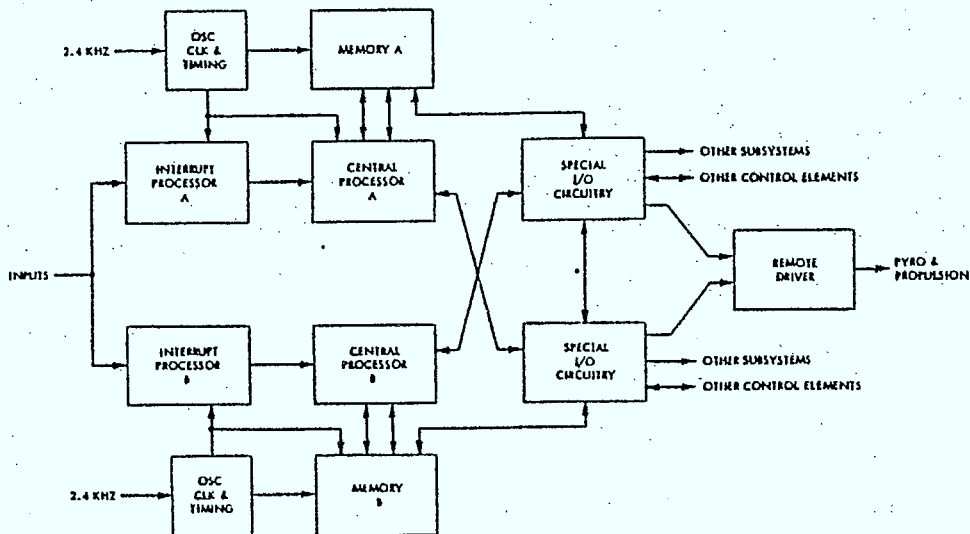 2.4 KHZ
OSC
CLK &
TIMING
MEMORY A
INTERRUPT
PROCESSOR
A
CENTRAL
PROCESSOR
A
SPECIAL
I/O
CIRCUITRY
OTHER SUBSYSTEMS
OTHER CONTROL ELEMENTS
INPUTS
REMOTE
DRIVER
PYRO &
PROPULSION
INTERRUPT
PROCESSOR
B
CENTRAL
PROCESSOR
B
SPECIAL
I/O
CIRCUITRY
OTHER SUBSYSTEMS
OTHER CONTROL ELEMENTS
2.4 KHZ
OSC
CLK &
TIMING
MEMORY
B